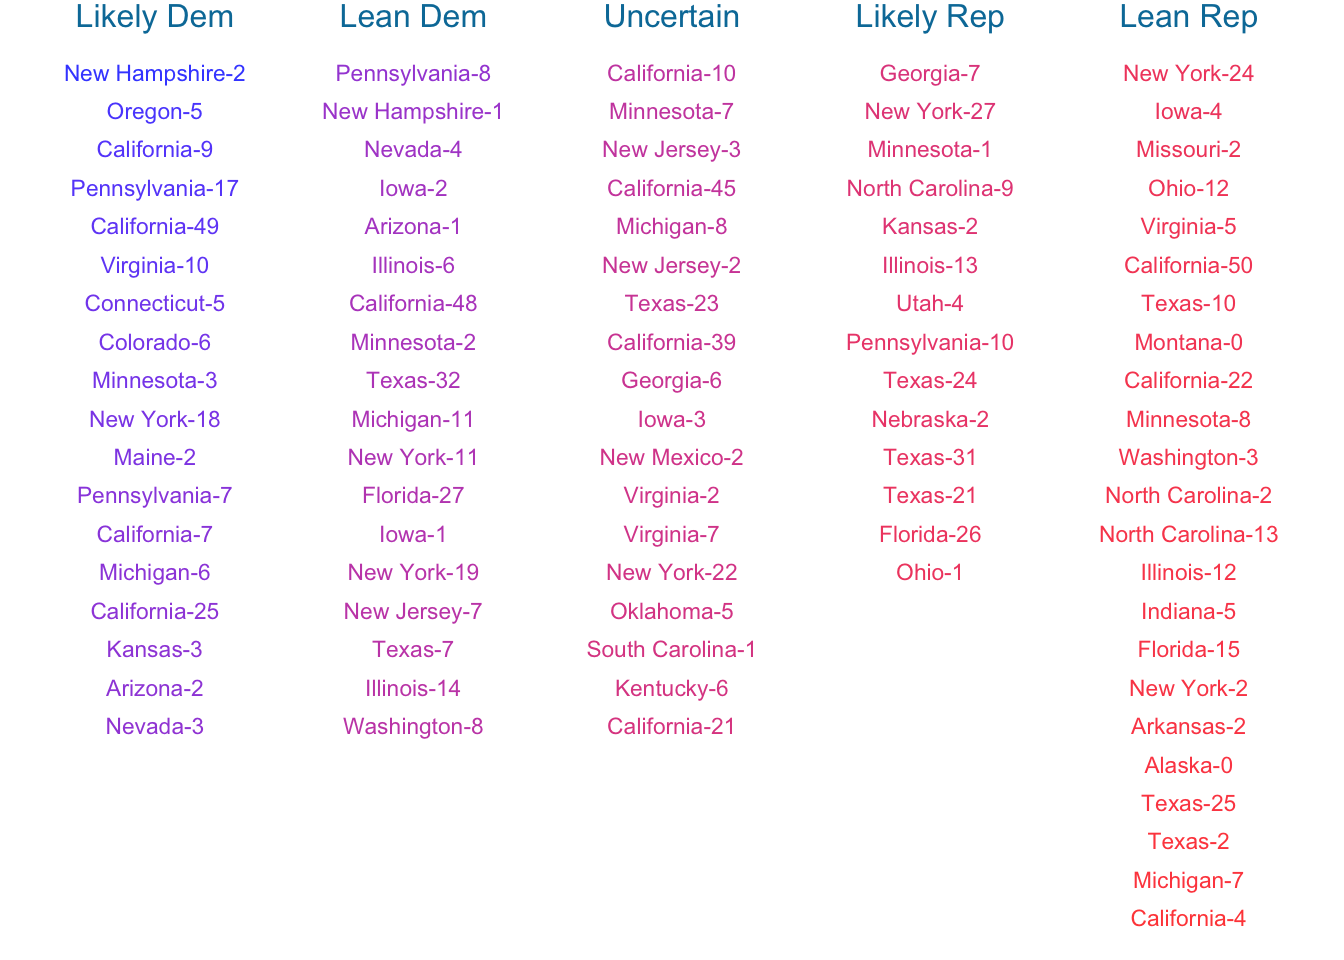 Likely Dem
New Hampshire-2
Oregon-5
California-9
Pennsylvania-17
California-49
Virginia-10
Connecticut-5
Colorado-6
Minnesota-3
New York-18
Maine-2
Pennsylvania-7
California-7
Michigan-6
California-25
Kansas-3
Arizona-2
Nevada-3
Lean Dem
Pennsylvania-8
New Hampshire-1
Nevada-4
Iowa-2
Arizona-1
Illinois-6
California-48
Minnesota-2
Texas-32
Michigan-11
New York-11
Florida-27
Iowa-1
New York-19
New Jersey-7
Texas-7
Illinois-14
Washington-8
Uncertain
California-10
Minnesota-7
New Jersey-3
California-45
Michigan-8
New Jersey-2
Texas-23
California-39
Georgia-6
Iowa-3
New Mexico-2
Virginia-2
Virginia-7
New York-22
Oklahoma-5
South Carolina-1
Kentucky-6
California-21
Likely Rep
Georgia-7
New York-27
Minnesota-1
North Carolina-9
Kansas-2
Illinois-13
Utah-4
Pennsylvania-10
Texas-24
Nebraska-2
Texas-31
Texas-21
Florida-26
Ohio-1
Lean Rep
New York-24
Iowa-4
Missouri-2
Ohio-12
Virginia-5
California-50
Texas-10
Montana-0
California-22
Minnesota-8
Washington-3
North Carolina-2
North Carolina-13
Illinois-12
Indiana-5
Florida-15
New York-2
Arkansas-2
Alaska-0
Texas-25
Texas-2
Michigan-7
California-4